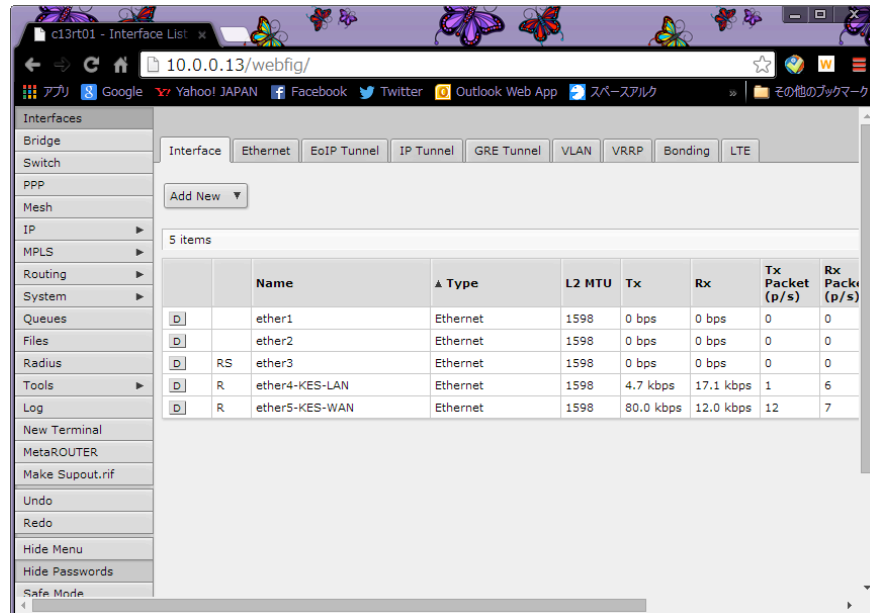 c13rt01 - Interface List
10.0.0.13/webfig/
アプリ Google Yahoo! JAPAN Facebook Twitter Outlook Web App スペースアルク » その他のブックマーク
Interfaces
Bridge
Switch
PPP
Mesh
IP
MPLS
Routing
System
Queues
Files
Radius
Tools
Log
New Terminal
MetaROUTER
Make Supout.rif
Undo
Redo
Hide Menu
Hide Passwords
Safe Mode
Interface Ethernet EoIP Tunnel IP Tunnel GRE Tunnel VLAN VRRP Bonding LTE
Add New ▼
5 items
Name ▲ Type L2 MTU Tx Rx Tx Packet (p/s) Rx Packe (p/s)
D ether1 Ethernet 1598 0 bps 0 bps 0 0
D ether2 Ethernet 1598 0 bps 0 bps 0 0
D RS ether3 Ethernet 1598 0 bps 0 bps 0 0
D R ether4-KES-LAN Ethernet 1598 4.7 kbps 17.1 kbps 1 6
D R ether5-KES-WAN Ethernet 1598 80.0 kbps 12.0 kbps 12 7